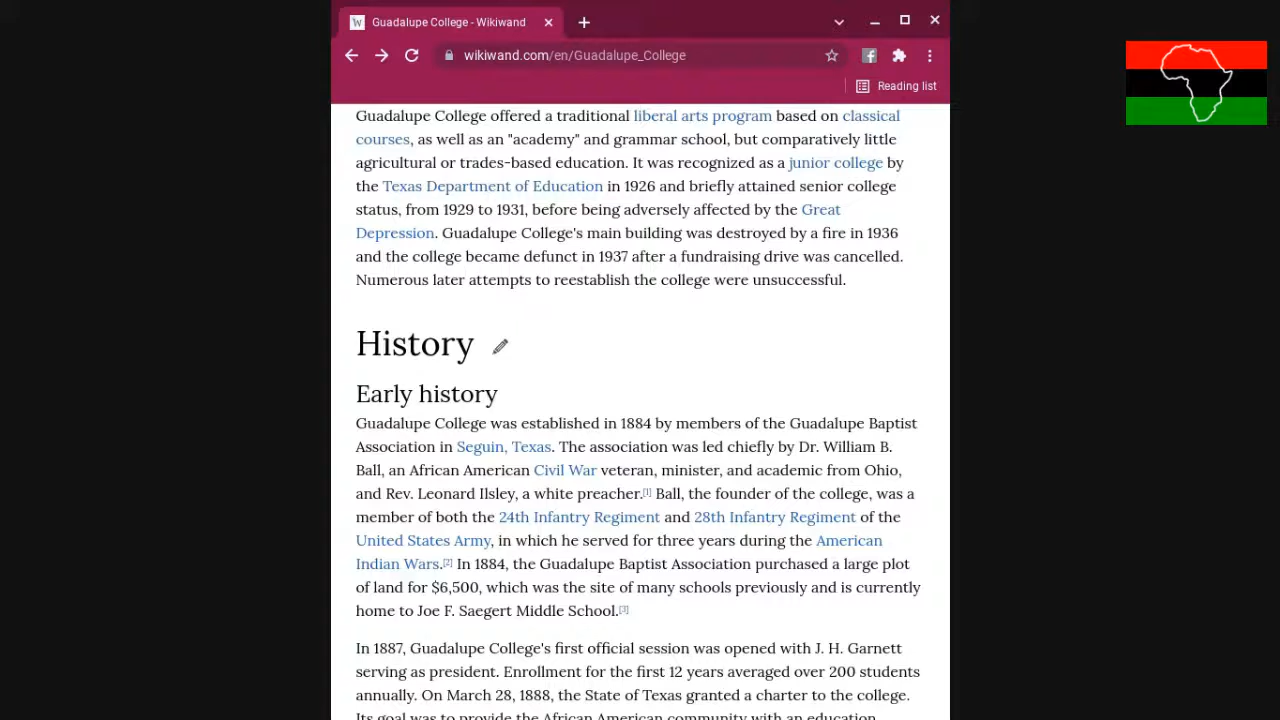 Guadalupe College - Wikiwand
wikiwand.com/en/Guadalupe_College
Reading list
Guadalupe College offered a traditional liberal arts program based on classical
courses, as well as an "academy" and grammar school, but comparatively little
agricultural or trades-based education. It was recognized as a junior college by
the Texas Department of Education in 1926 and briefly attained senior college
status, from 1929 to 1931, before being adversely affected by the Great
Depression. Guadalupe College's main building was destroyed by a fire in 1936
and the college became defunct in 1937 after a fundraising drive was cancelled.
Numerous later attempts to reestablish the college were unsuccessful.
History
Early history
Guadalupe College was established in 1884 by members of the Guadalupe Baptist
Association in Seguin, Texas. The association was led chiefly by Dr. William B.
Ball, an African American Civil War veteran, minister, and academic from Ohio,
and Rev. Leonard Ilsley, a white preacher.[1] Ball, the founder of the college, was a
member of both the 24th Infantry Regiment and 28th Infantry Regiment of the
United States Army, in which he served for three years during the American
Indian Wars.[2] In 1884, the Guadalupe Baptist Association purchased a large plot
of land for $6,500, which was the site of many schools previously and is currently
home to Joe F. Saegert Middle School.[3]
In 1887, Guadalupe College's first official session was opened with J. H. Garnett
serving as president. Enrollment for the first 12 years averaged over 200 students
annually. On March 28, 1888, the State of Texas granted a charter to the college.
Its goal was to provide the African American community with an education